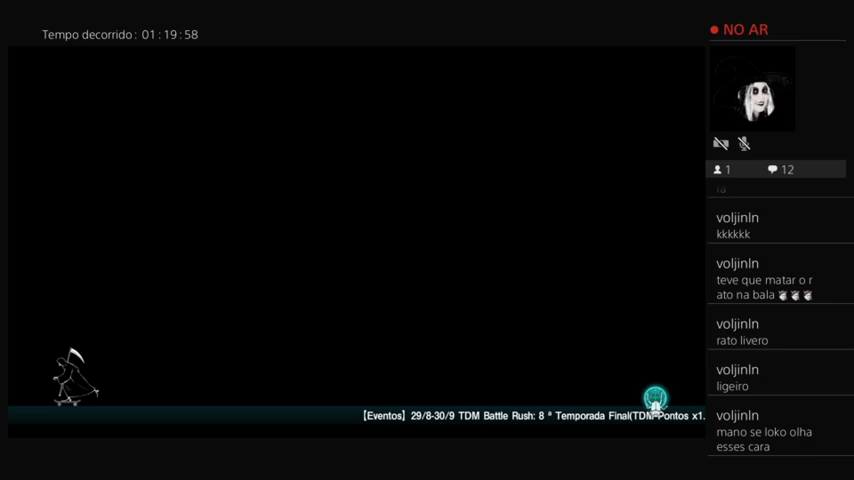 Tempo decorrido: 01:19:58
NO AR
1
12
voljinln
kkkkkk
voljinln
teve que matar o r
ato na bala
voljinln
rato livero
voljinln
ligeiro
voljinln
mano se loko olha
esses cara
【Eventos】 29/8-30/9 TDM Battle Rush: 8 ª Temporada Final(TDM-Pontos x1.